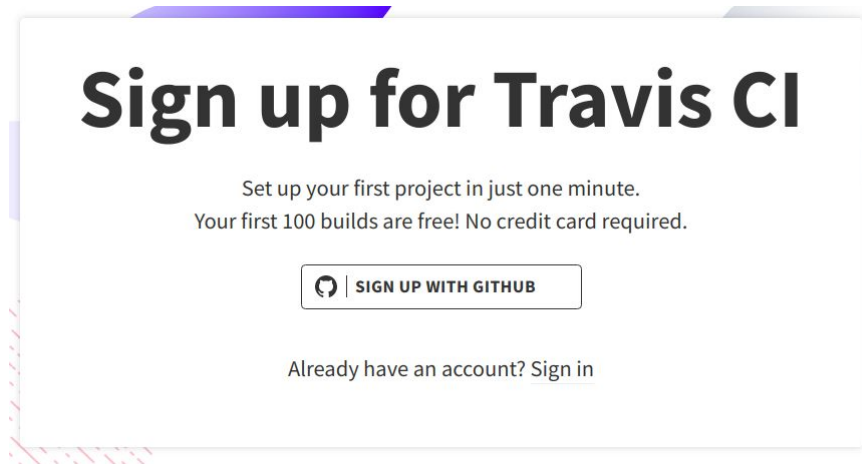 Sign up for Travis CI
Set up your first project in just one minute.
Your first 100 builds are free! No credit card required.
SIGN UP WITH GITHUB
Already have an account? Sign in